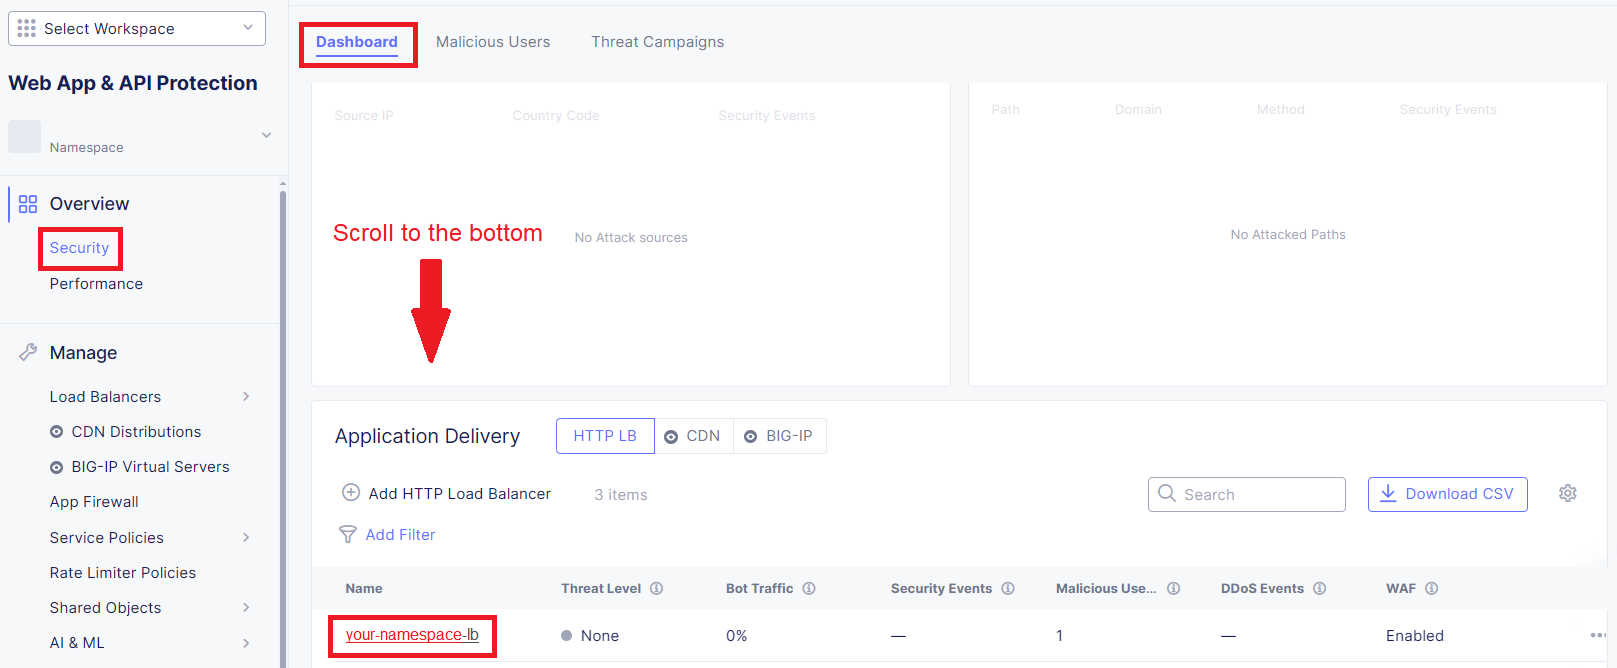 Select Workspace
Web App & API Protection
Namespace
Overview
Security
Performance
Manage
Load Balancers
CDN Distributions
BIG-IP Virtual Servers
App Firewall
Service Policies
Rate Limiter Policies
Shared Objects
AI & ML
Dashboard Malicious Users Threat Campaigns
Source IP Country Code Security Events
Scroll to the bottom
No Attack sources
Path Domain Method Security Events
No Attacked Paths
Application Delivery HTTP LB CDN BIG-IP
Add HTTP Load Balancer 3 items Search Download CSV
Add Filter
Name Threat Level Bot Traffic Security Events Malicious Use... DDoS Events WAF
your-namespace-lb None 0% — 1 — Enabled